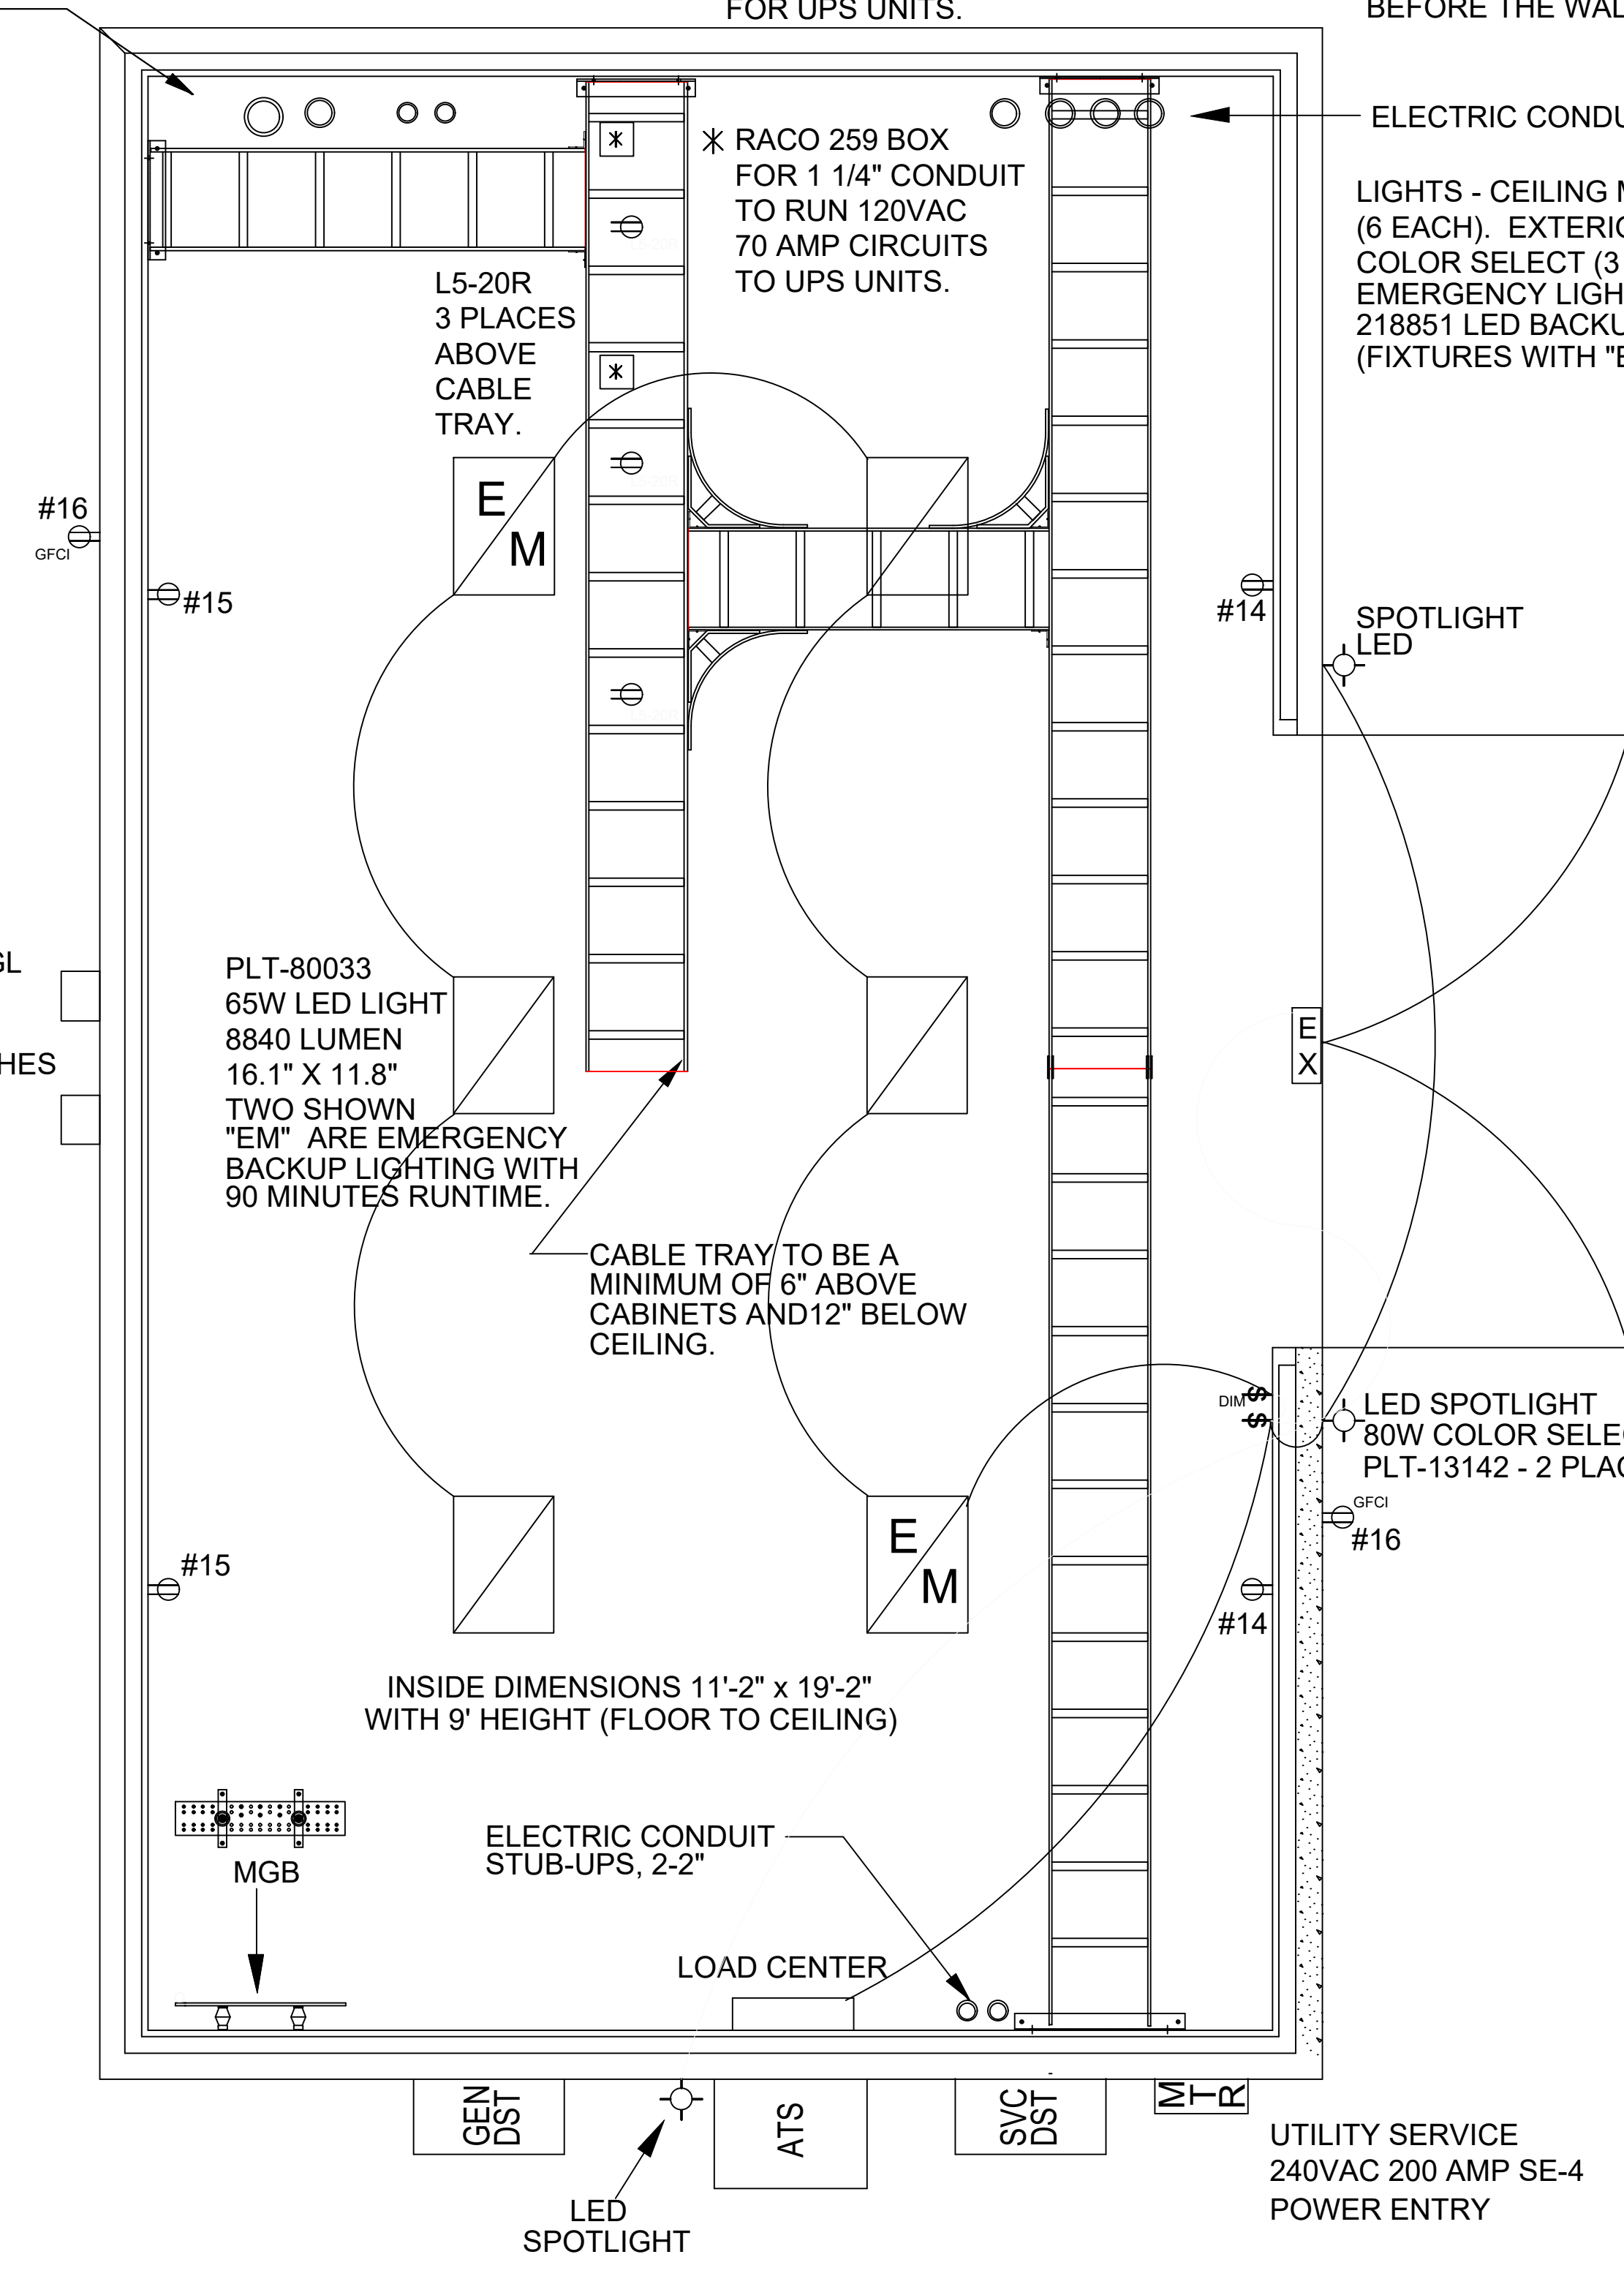 FOR UPS UNITS.
BEFORE THE WAL
ELECTRIC CONDU
RACO 259 BOX
FOR 1 1/4" CONDUIT
TO RUN 120VAC
70 AMP CIRCUITS
TO UPS UNITS.
LIGHTS - CEILING M
(6 EACH).  EXTERIO
COLOR SELECT (3
EMERGENCY LIGH
218851 LED BACKU
(FIXTURES WITH "E
L5-20R
3 PLACES
ABOVE
CABLE
TRAY.
L5-20R
E
M
#16
GFCI
#15
#14
SPOTLIGHT
LED
GL
HES
PLT-80033
65W LED LIGHT
8840 LUMEN
16.1" X 11.8"
TWO SHOWN
"EM"  ARE EMERGENCY
BACKUP LIGHTING WITH
90 MINUTES RUNTIME.
E
X
CABLE TRAY TO BE A
MINIMUM OF 6" ABOVE
CABINETS AND12" BELOW
CEILING.
DIM
$
$
LED SPOTLIGHT
80W COLOR SELE
PLT-13142 - 2 PLAC
GFCI
#16
E
M
#15
#14
INSIDE DIMENSIONS 11'-2" x 19'-2"
WITH 9' HEIGHT (FLOOR TO CEILING)
MGB
ELECTRIC CONDUIT
STUB-UPS, 2-2"
LOAD CENTER
GEN
DST
ATS
SVC
DST
MTR
LED
SPOTLIGHT
UTILITY SERVICE
240VAC 200 AMP SE-4
POWER ENTRY